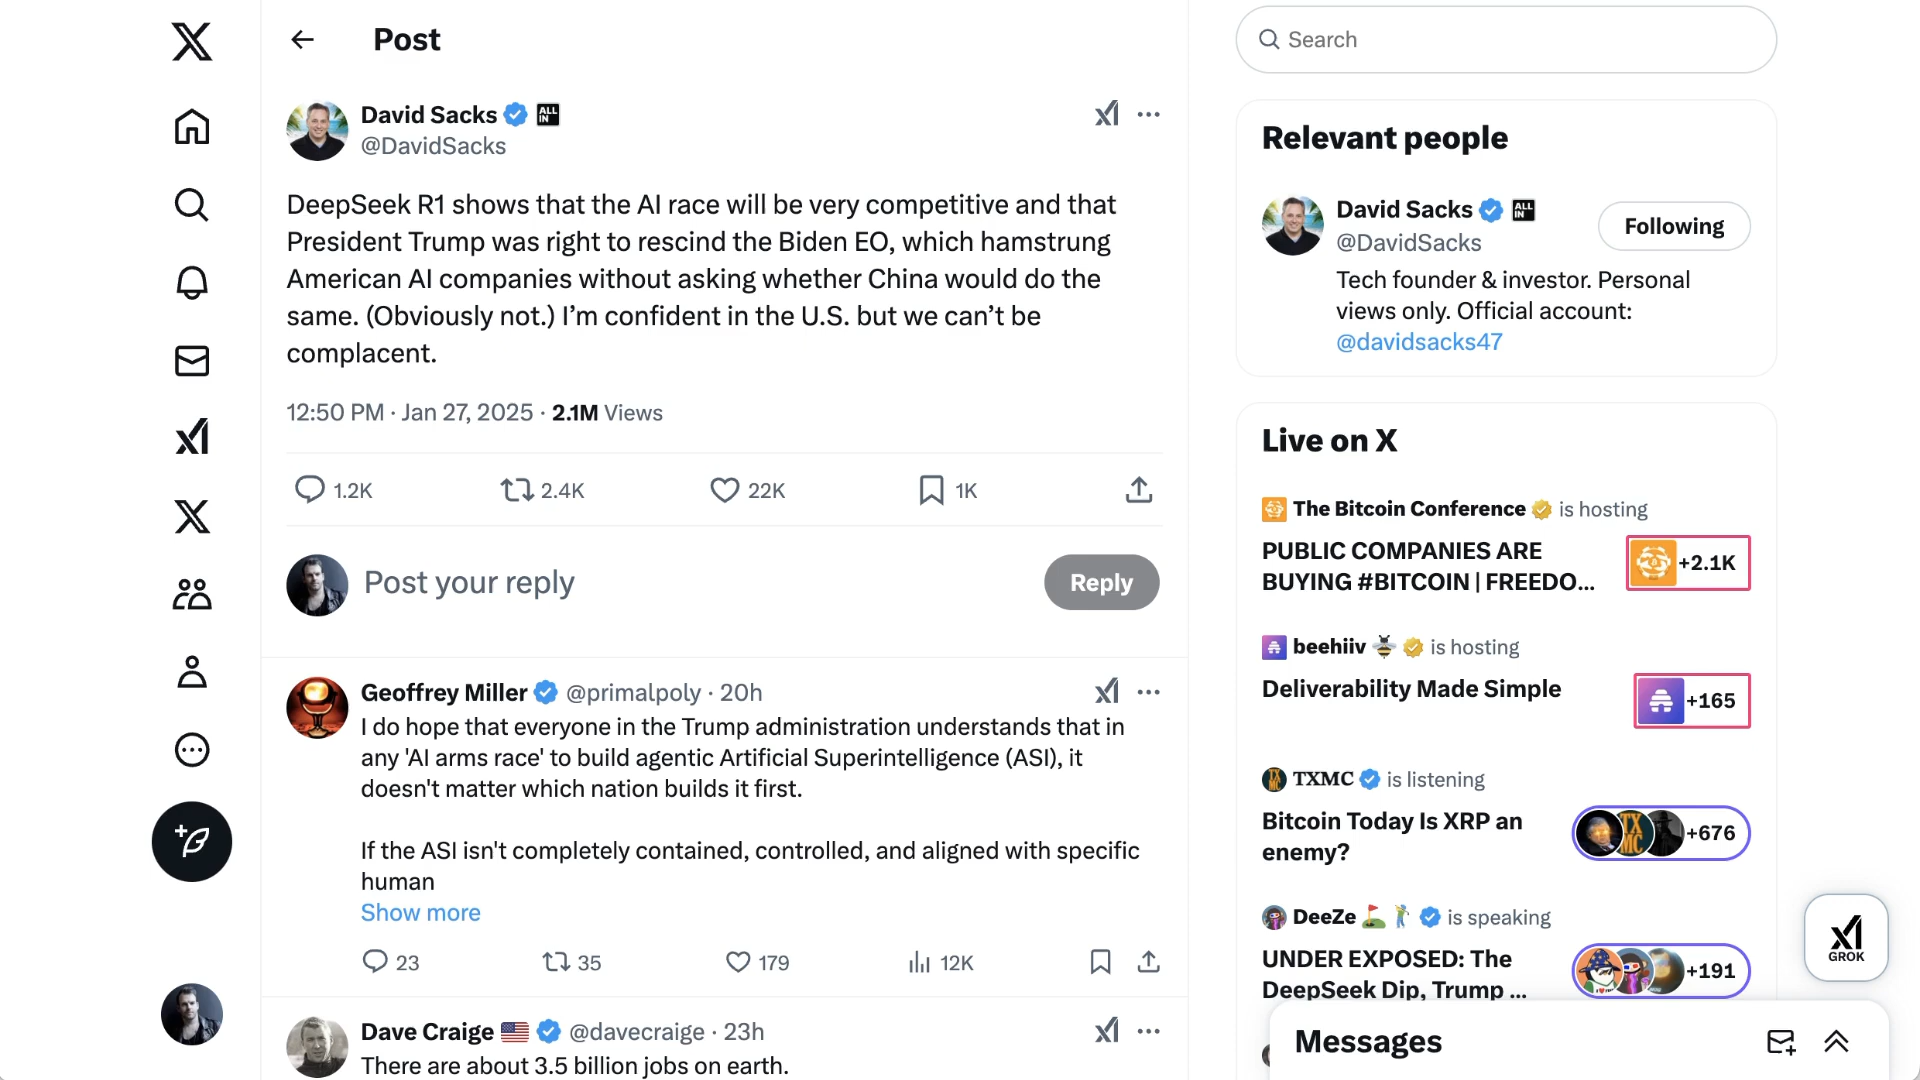 Post
David Sacks ALL IN
@DavidSacks
DeepSeek R1 shows that the AI race will be very competitive and that
President Trump was right to rescind the Biden EO, which hamstrung
American AI companies without asking whether China would do the
same. (Obviously not.) I’m confident in the U.S. but we can’t be
complacent.
12:50 PM · Jan 27, 2025 · 2.1M Views
1.2K 2.4K 22K 1K
Post your reply
Reply
Geoffrey Miller @primalpoly · 20h
I do hope that everyone in the Trump administration understands that in
any 'AI arms race' to build agentic Artificial Superintelligence (ASI), it
doesn't matter which nation builds it first.
If the ASI isn't completely contained, controlled, and aligned with specific
human
Show more
23 35 179 12K
Dave Craige @davecraige · 23h
There are about 3.5 billion jobs on earth.
Search
Relevant people
David Sacks ALL IN
@DavidSacks
Following
Tech founder & investor. Personal
views only. Official account:
@davidsacks47
Live on X
The Bitcoin Conference is hosting
PUBLIC COMPANIES ARE
BUYING #BITCOIN | FREEDO...
+2.1K
beehiiv is hosting
Deliverability Made Simple
+165
TXMC is listening
Bitcoin Today Is XRP an
enemy?
TX
MC
+676
DeeZe is speaking
UNDER EXPOSED: The
DeepSeek Dip, Trump ...
+191
GROK
Messages